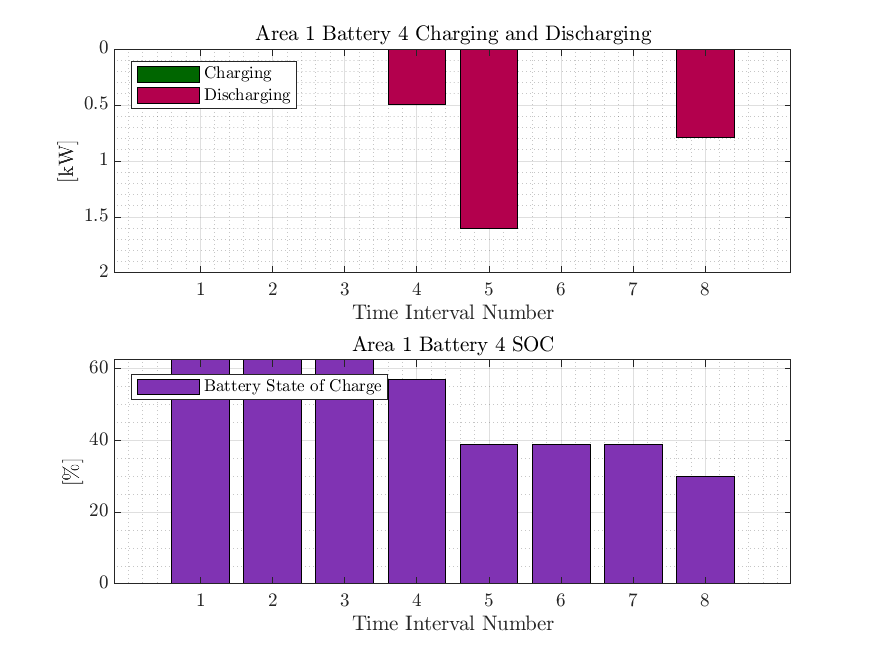 Area 1 Battery 4 Charging and Discharging
0
0.5
1
1.5
2
[kW]
Charging
Discharging
1 2 3 4 5 6 7 8
Time Interval Number
Area 1 Battery 4 SOC
60
40
20
0
[%]
Battery State of Charge
1 2 3 4 5 6 7 8
Time Interval Number